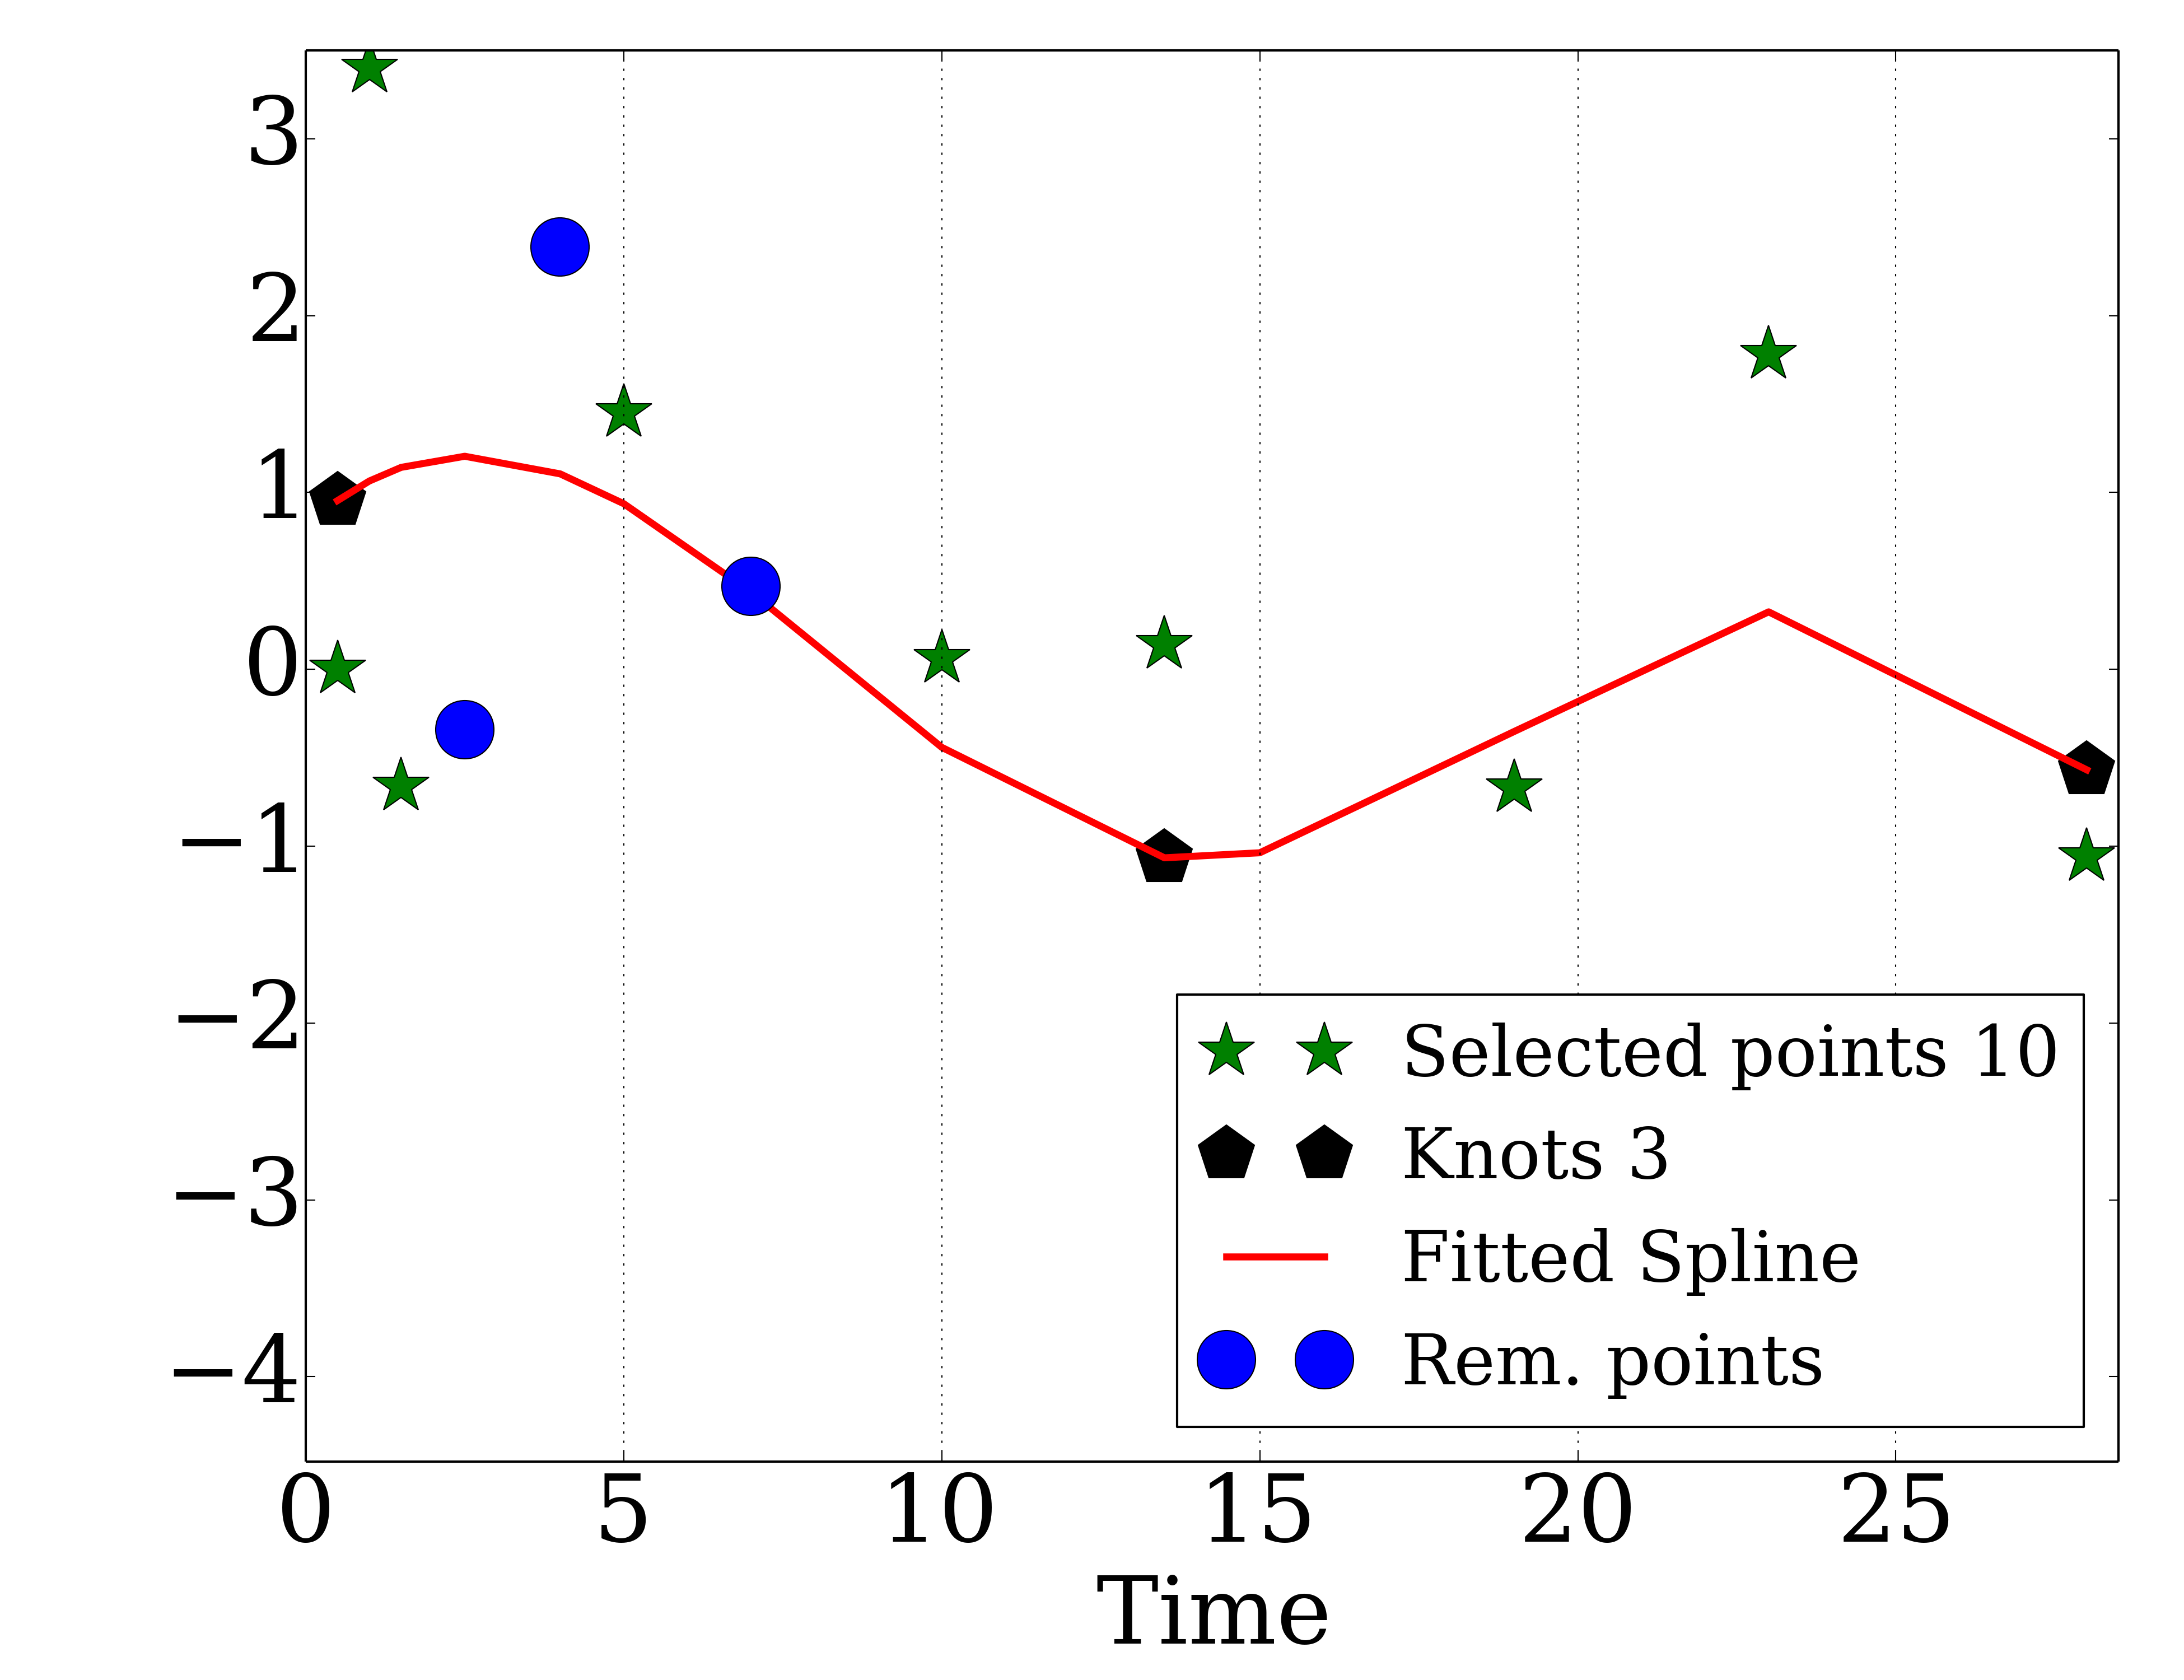 3
2
1
0
−1
−2
−3
−4
Selected points 10
Knots 3
Fitted Spline
Rem. points
0 5 10 15 20 25
Time